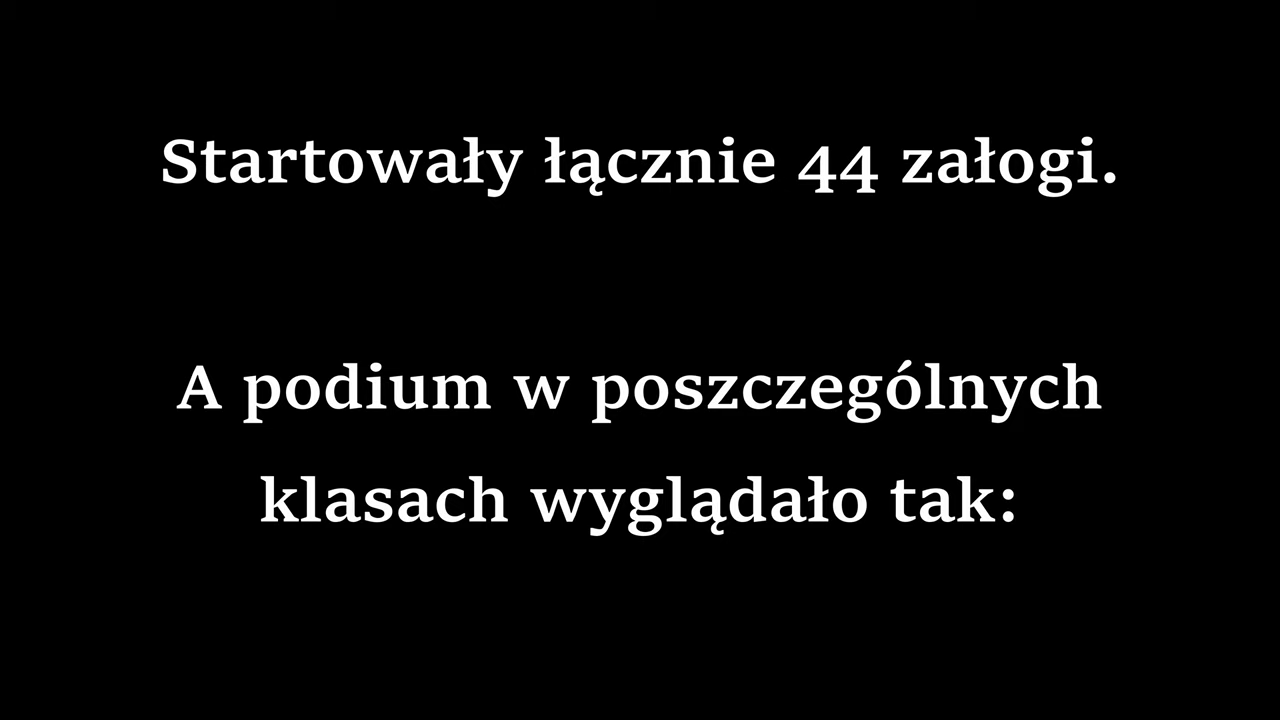 Startowały łącznie 44 załogi.
A podium w poszczególnych
klasach wyglądało tak: